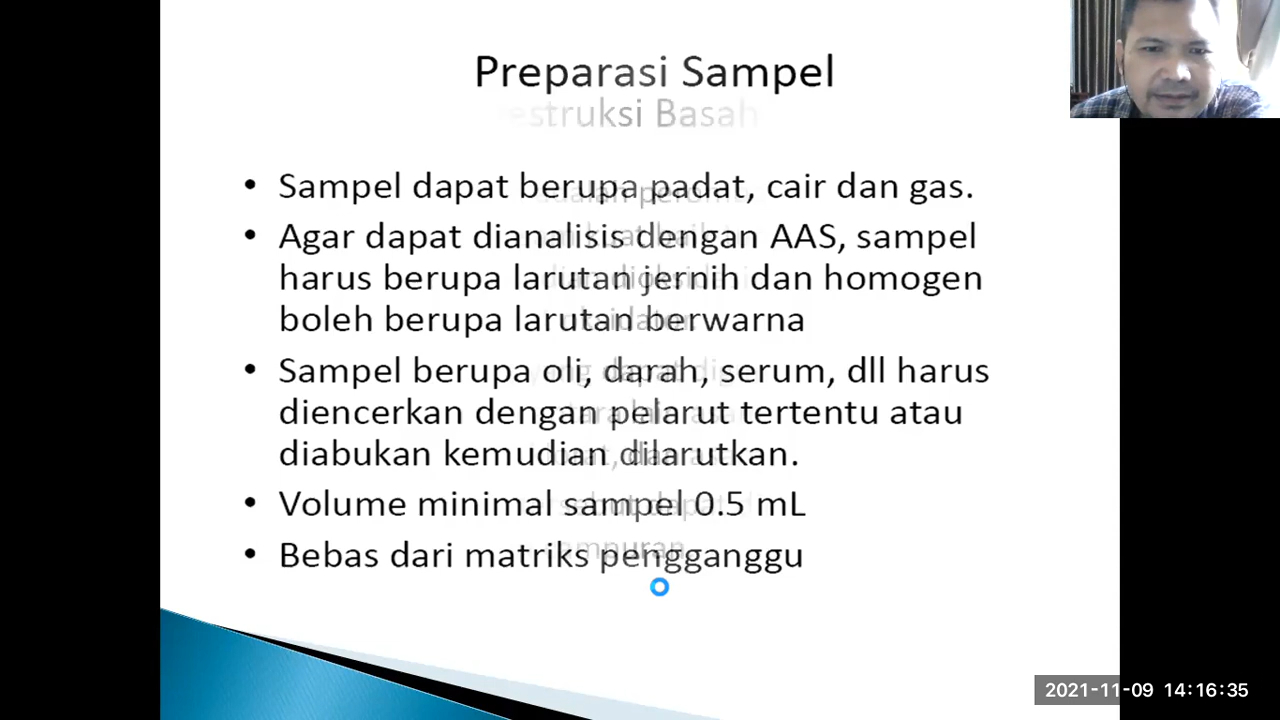 Preparasi Sampel
Destruksi Basah
• Sampel dapat berupa padat, cair dan gas.
• Agar dapat dianalisis dengan AAS, sampel
harus berupa larutan jernih dan homogen
boleh berupa larutan berwarna
• Sampel berupa oli, darah, serum, dll harus
diencerkan dengan pelarut tertentu atau
diabukan kemudian dilarutkan.
• Volume minimal sampel 0.5 mL
• Bebas dari matriks pengganggu
2021-11-09 14:16:35